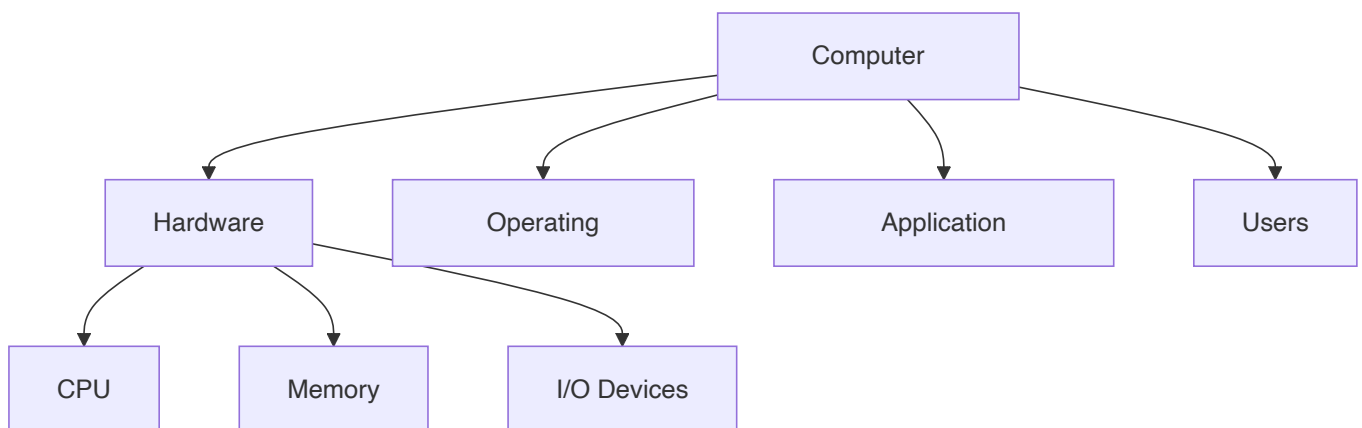 Computer
Hardware
Operating
Application
Users
CPU
Memory
I/O Devices